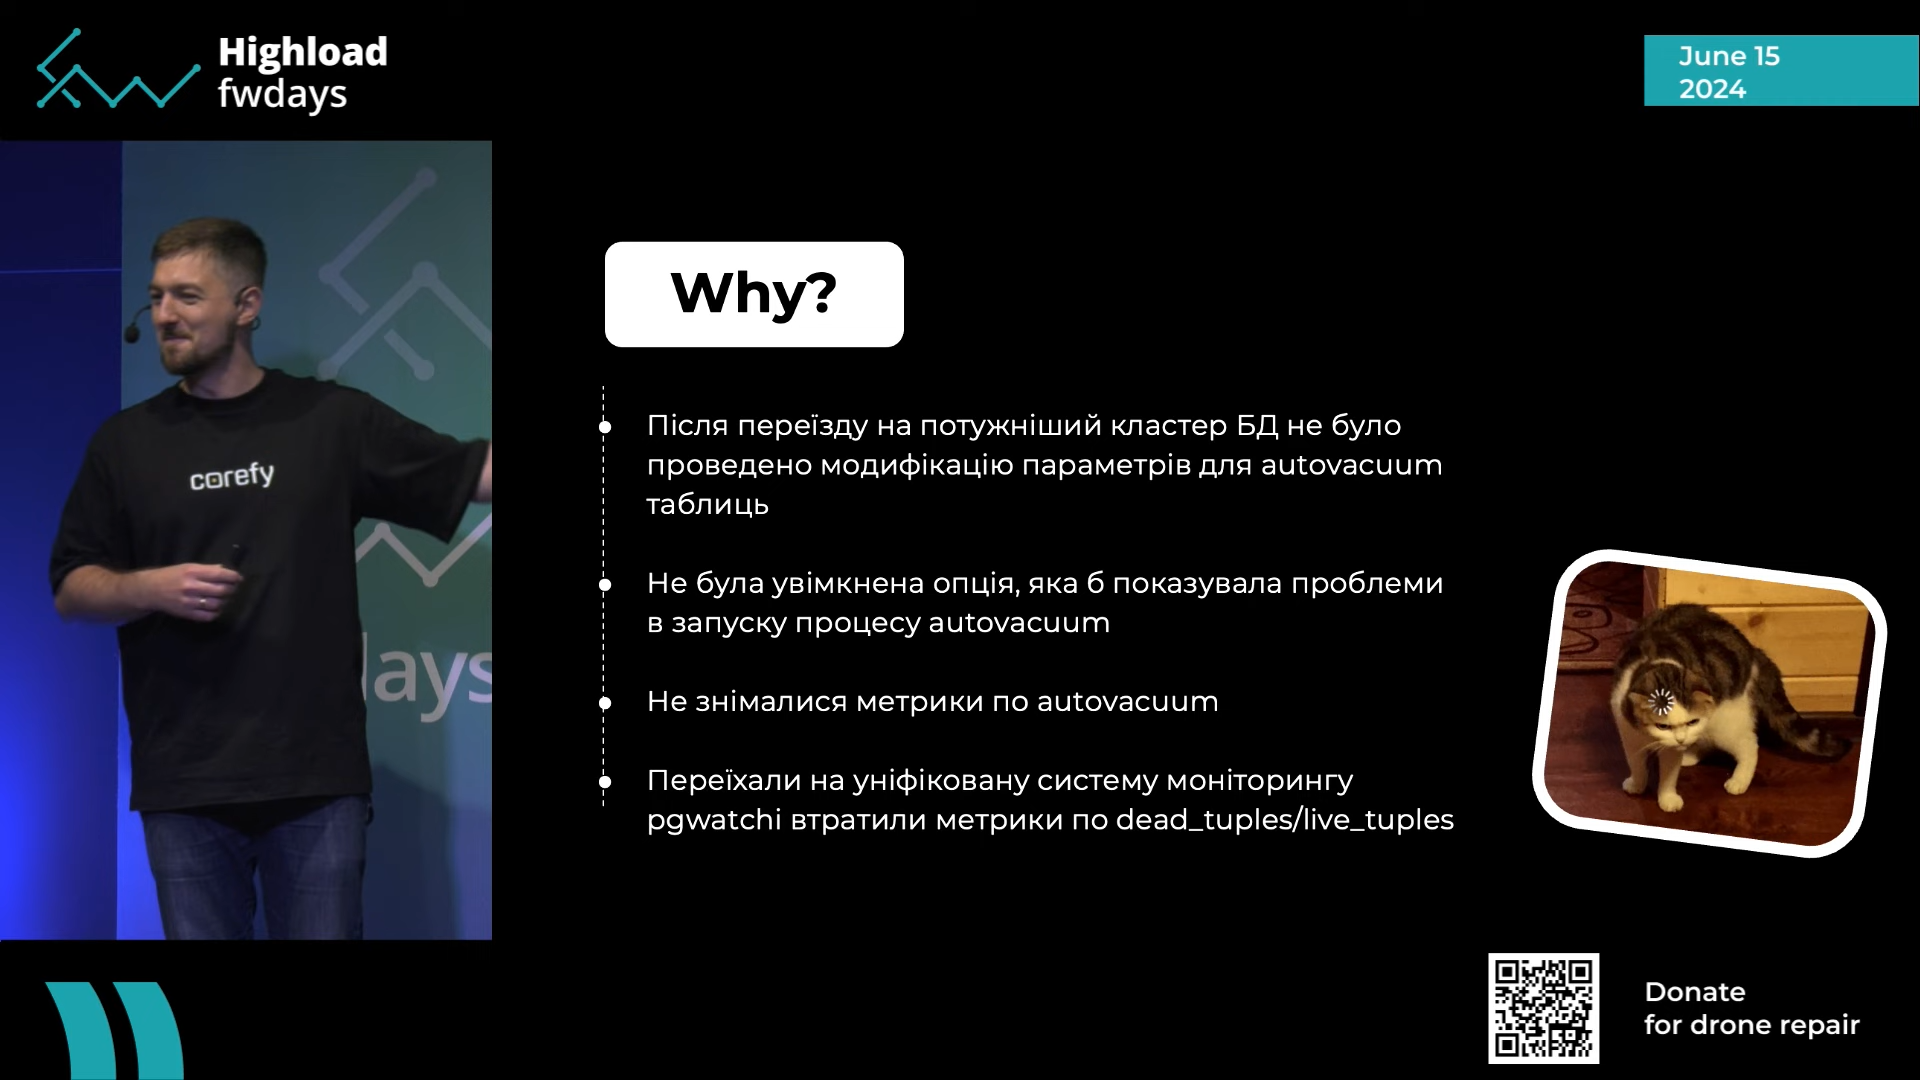 Highload
fwdays
June 15
2024
corefy
days
Why?
Після переїзду на потужніший кластер БД не було
проведено модифікацію параметрів для autovacuum
таблиць
Не була увімкнена опція, яка б показувала проблеми
в запуску процесу autovacuum
Не знімалися метрики по autovacuum
Переїхали на уніфіковану систему моніторингу
pgwatchi втратили метрики по dead_tuples/live_tuples
Donate
for drone repair